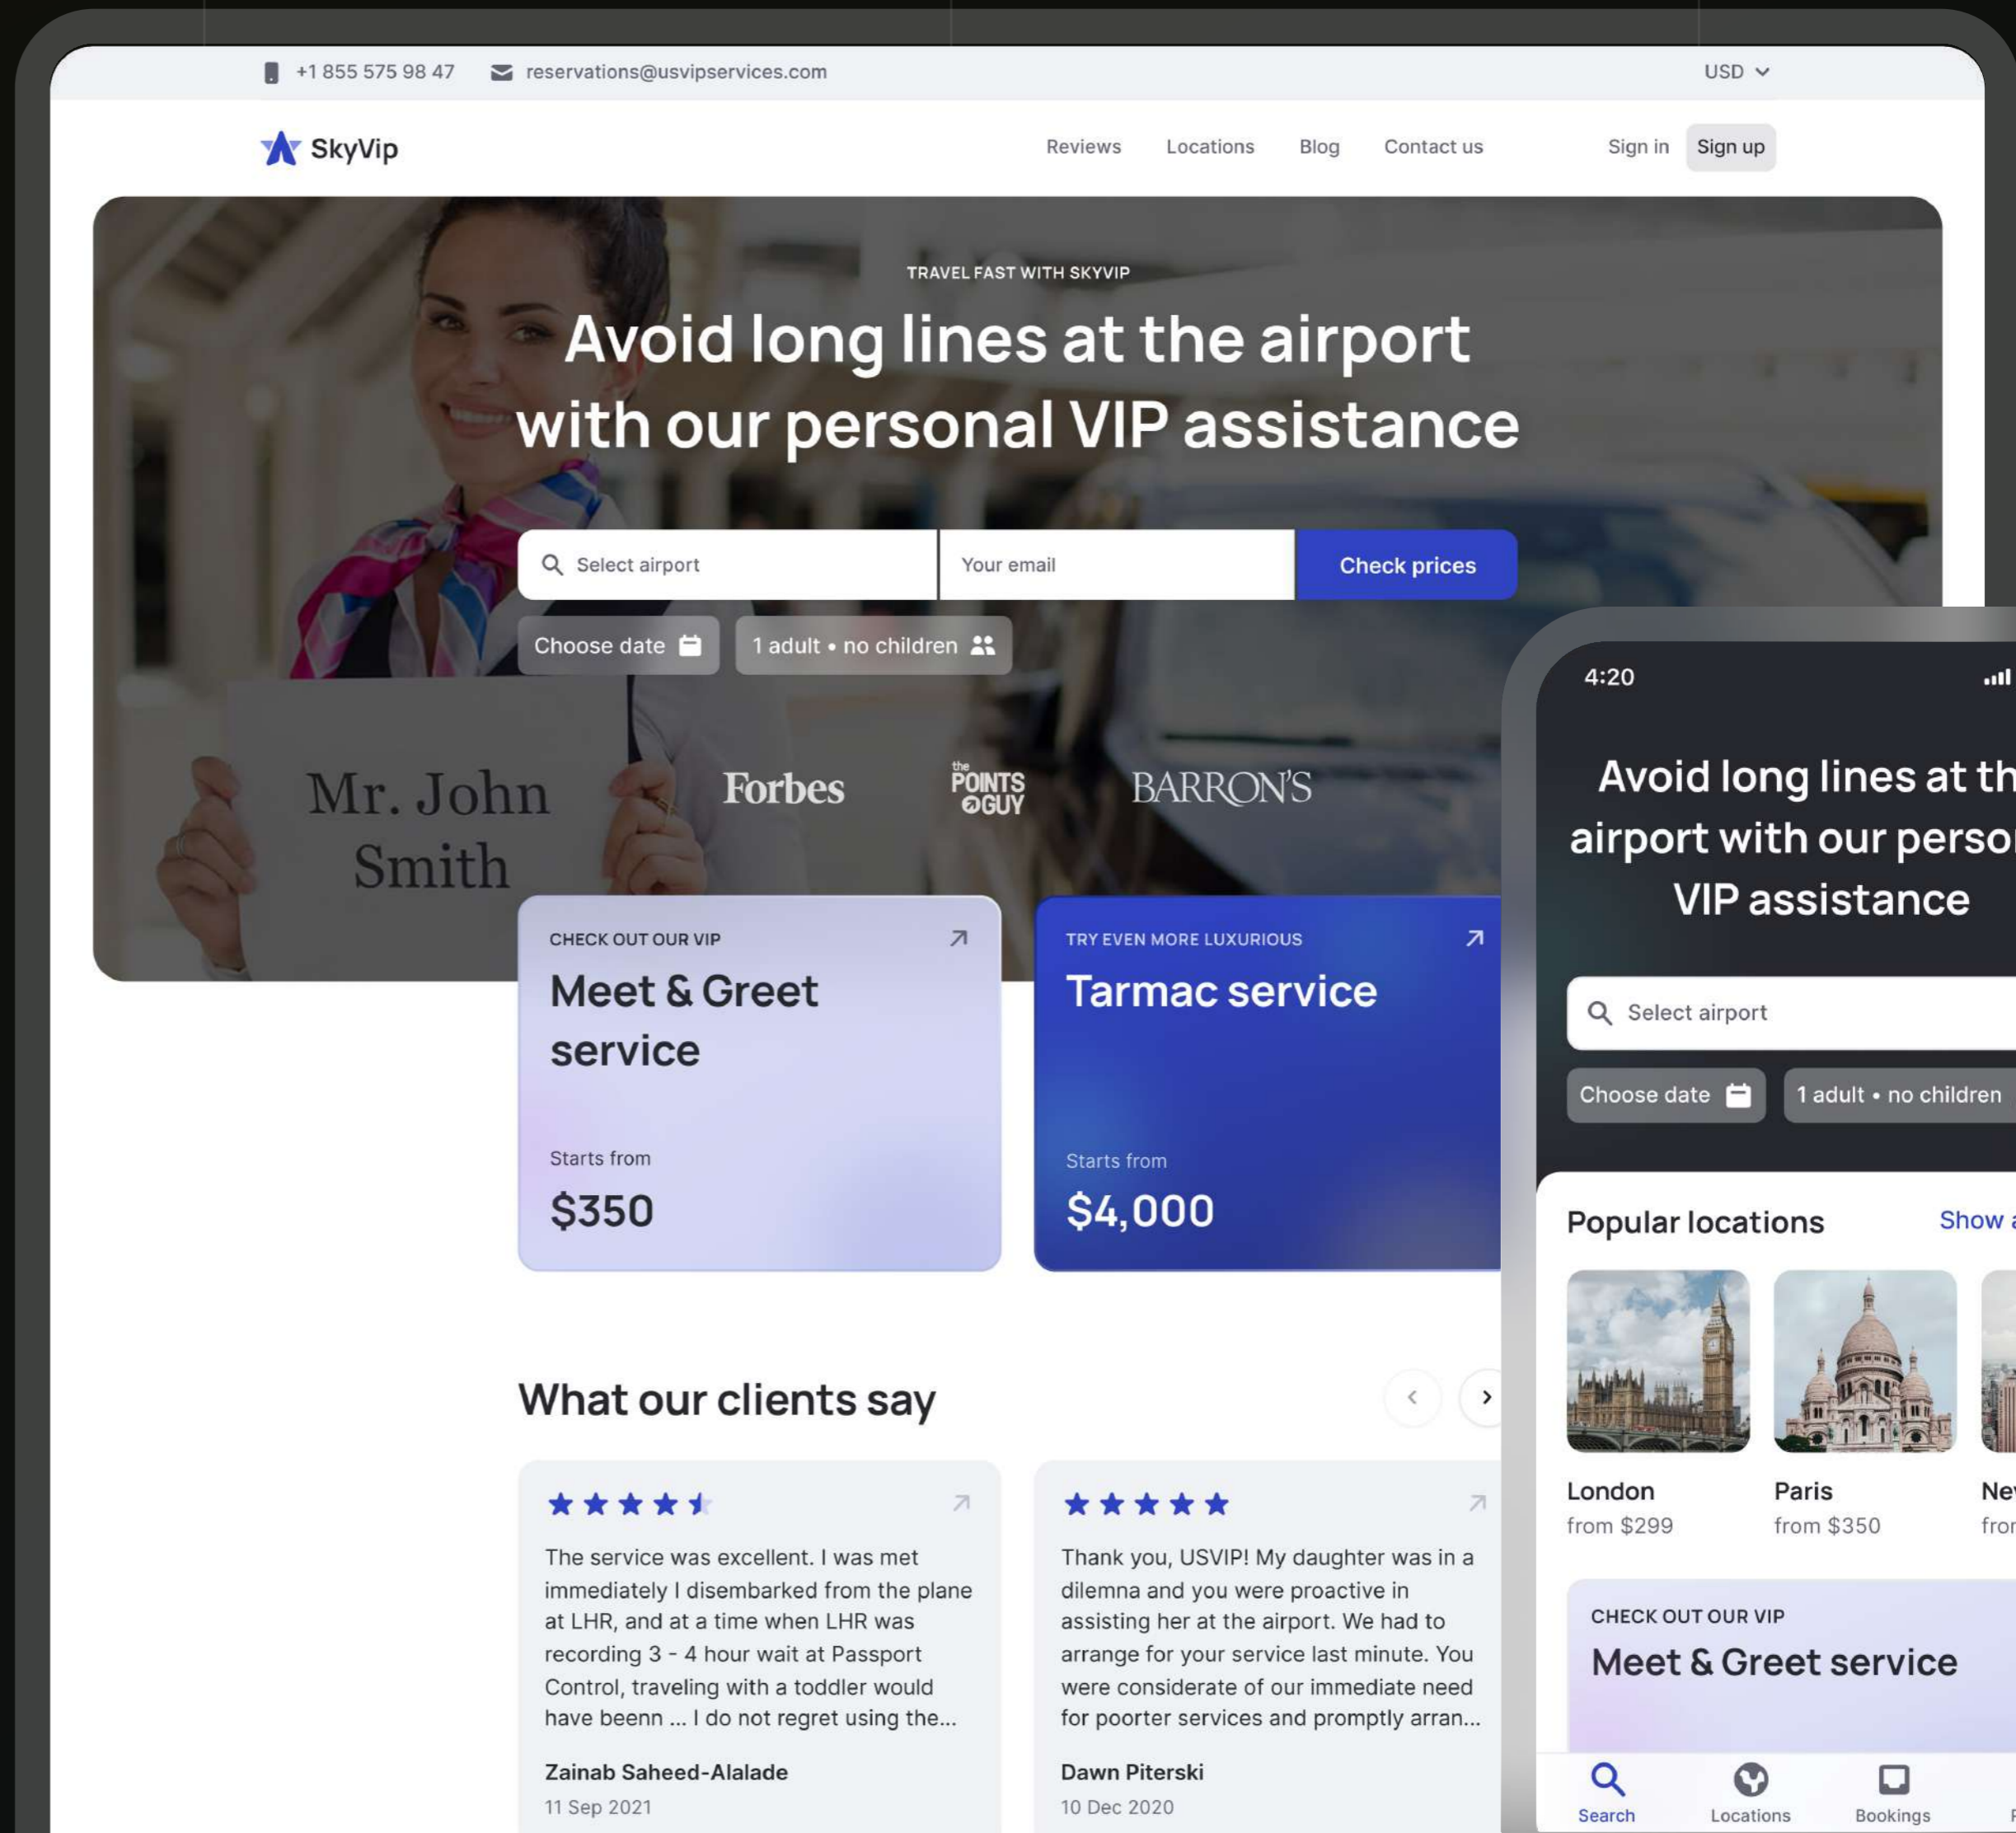 +1 855 575 98 47
reservations@usvipservices.com
USD
SkyVip
Reviews
Locations
Blog
Contact us
Sign in
Sign up
TRAVEL FAST WITH SKYVIP
Avoid long lines at the airport
with our personal VIP assistance
Select airport
Your email
Check prices
Choose date
1 adult • no children
Mr. John
Smith
Forbes
the
POINTS
GUY
BARRON'S
CHECK OUT OUR VIP
Meet & Greet
service
Starts from
$350
TRY EVEN MORE LUXURIOUS
Tarmac service
Starts from
$4,000
What our clients say
The service was excellent. I was met
immediately I disembarked from the plane
at LHR, and at a time when LHR was
recording 3 - 4 hour wait at Passport
Control, traveling with a toddler would
have beenn ... I do not regret using the...
Zainab Saheed-Alalade
11 Sep 2021
Thank you, USVIP! My daughter was in a
dilemna and you were proactive in
assisting her at the airport. We had to
arrange for your service last minute. You
were considerate of our immediate need
for poorter services and promptly arran...
Dawn Piterski
10 Dec 2020
4:20
Avoid long lines at th
airport with our perso
VIP assistance
Select airport
Choose date
1 adult • no children
Popular locations
Show
London
from $299
Paris
from $350
CHECK OUT OUR VIP
Meet & Greet service
Search
Locations
Bookings